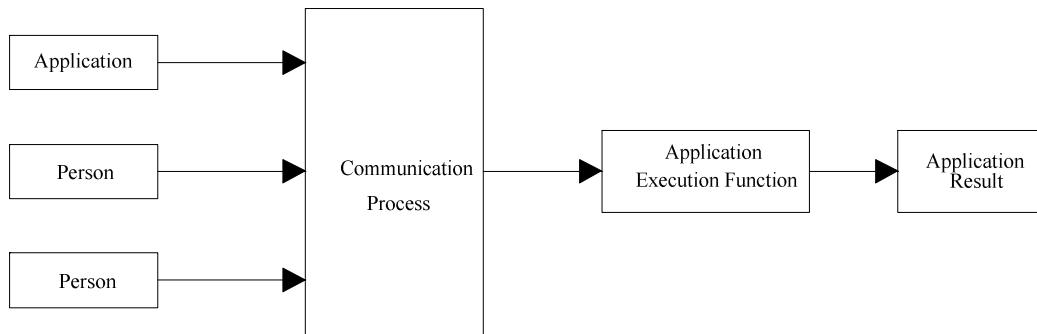 Application
Person
Person
Communication
Process
Application
Execution Function
Application
Result